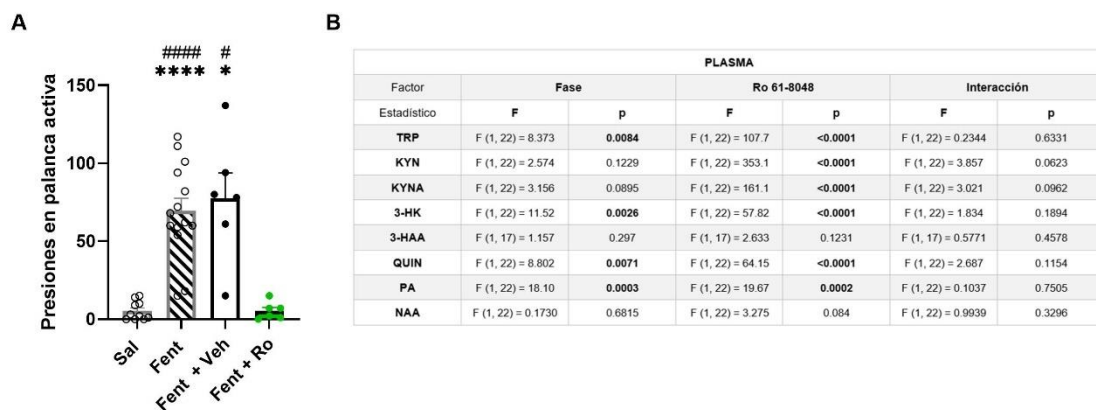 A
#### #
**** *
Presiones en palanca activa
150
100
50
0
Sal
Fent
Fent + Veh
Fent + Ro
B
PLASMA
Factor Fase Ro 61-8048 Interacción
Estadístico F p F p F p
TRP F (1, 22) = 8.373 0.0084 F (1, 22) = 107.7 <0.0001 F (1, 22) = 0.2344 0.6331
KYN F (1, 22) = 2.574 0.1229 F (1, 22) = 353.1 <0.0001 F (1, 22) = 3.857 0.0623
KYNA F (1, 22) = 3.156 0.0895 F (1, 22) = 161.1 <0.0001 F (1, 22) = 3.021 0.0962
3-HK F (1, 22) = 11.52 0.0026 F (1, 22) = 57.82 <0.0001 F (1, 22) = 1.834 0.1894
3-HAA F (1, 17) = 1.157 0.297 F (1, 17) = 2.633 0.1231 F (1, 17) = 0.5771 0.4578
QUIN F (1, 22) = 8.802 0.0071 F (1, 22) = 64.15 <0.0001 F (1, 22) = 2.687 0.1154
PA F (1, 22) = 18.10 0.0003 F (1, 22) = 19.67 0.0002 F (1, 22) = 0.1037 0.7505
NAA F (1, 22) = 0.1730 0.6815 F (1, 22) = 3.275 0.084 F (1, 22) = 0.9939 0.3296